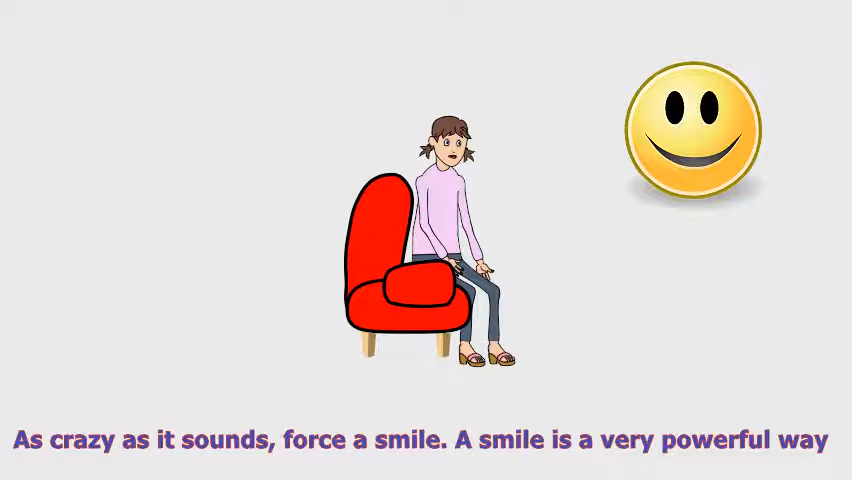 As crazy as it sounds, force a smile. A smile is a very powerful way